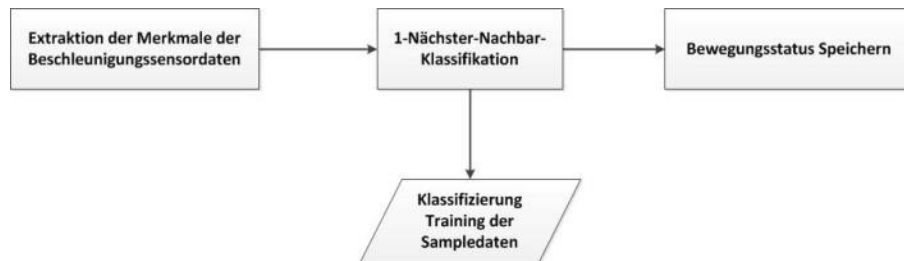 Extraktion der Merkmale der
Beschleunigungssensordaten
1-Nächster-Nachbar-
Klassifikation
Bewegungsstatus Speichern
Klassifizierung
Training der
Sampledaten